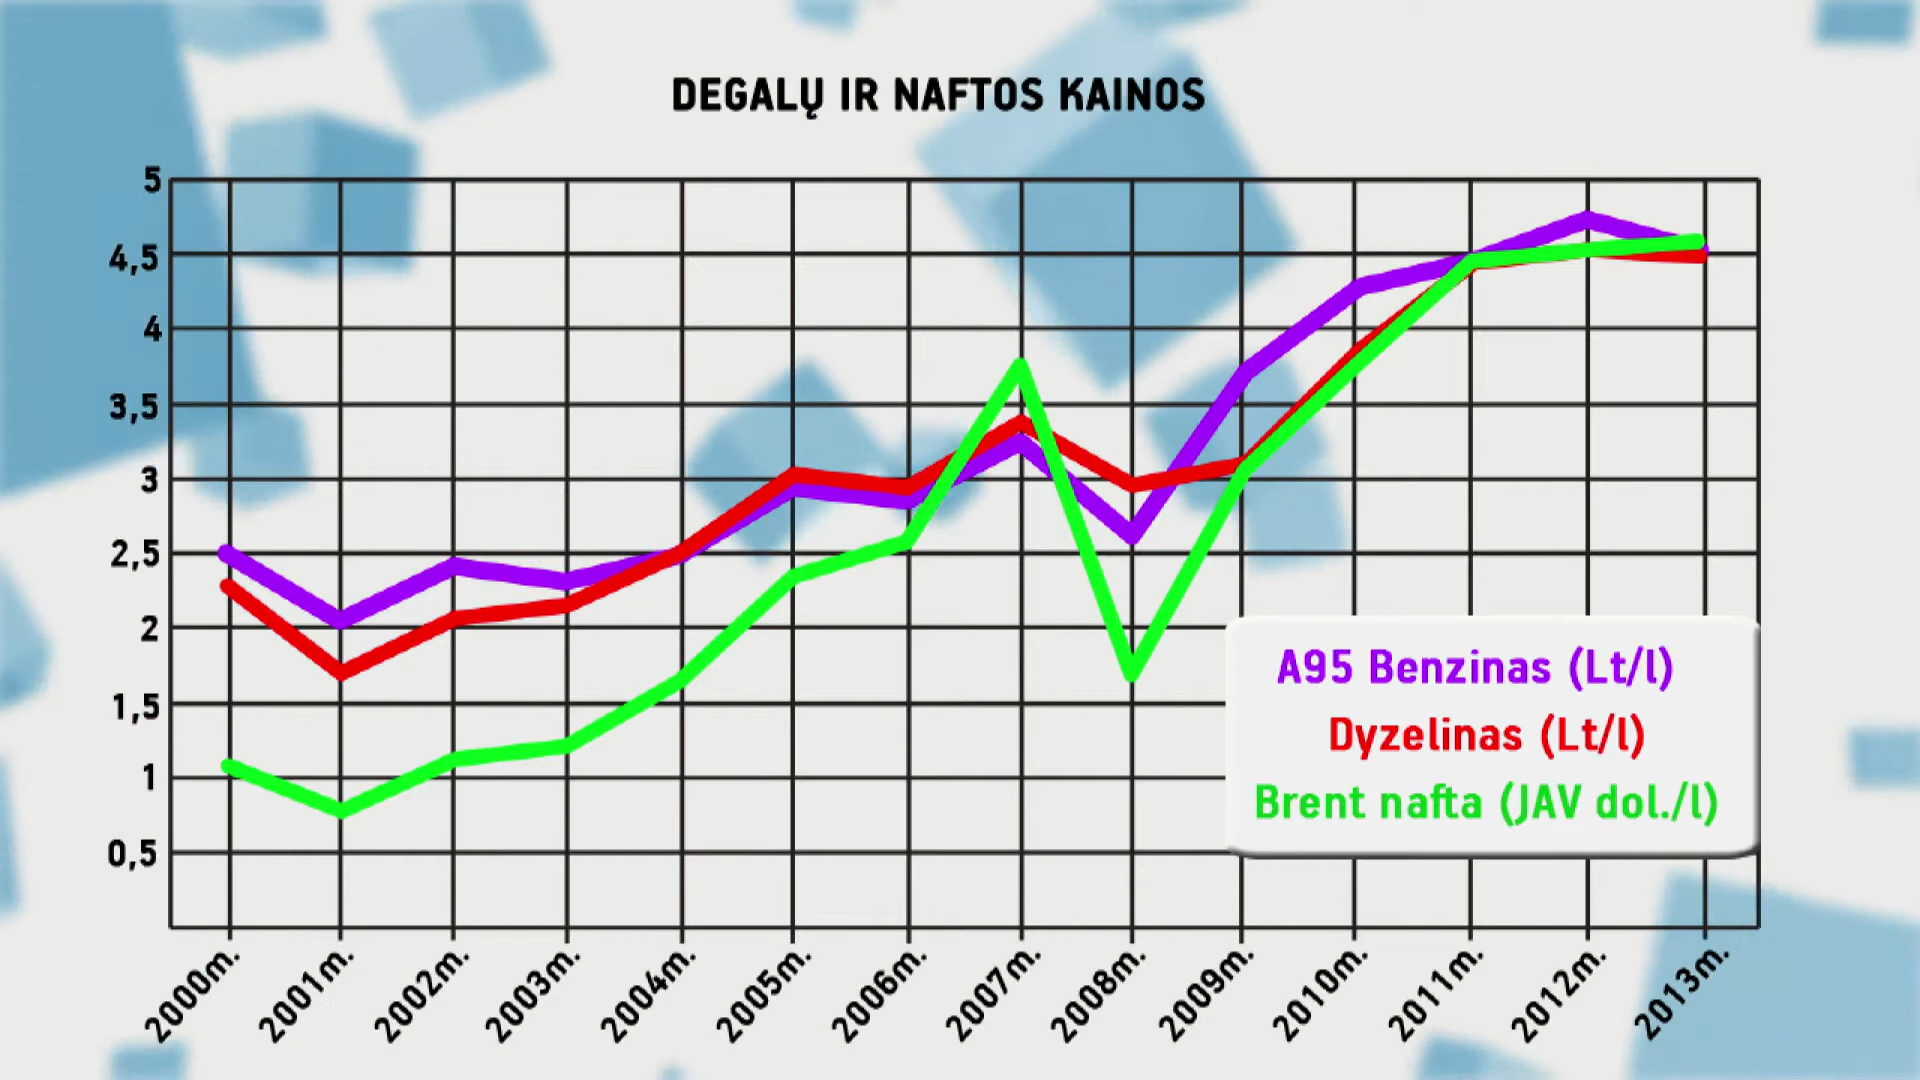 DEGALŲ IR NAFTOS KAINOS
5
4,5
4
3,5
3
2,5
2
1,5
1
0,5
A95 Benzinas (Lt/l)
Dyzelinas (Lt/l)
Brent nafta (JAV dol./l)
2000m. 2001m. 2002m. 2003m. 2004m. 2005m. 2006m. 2007m. 2008m. 2009m. 2010m. 2011m. 2012m. 2013m.